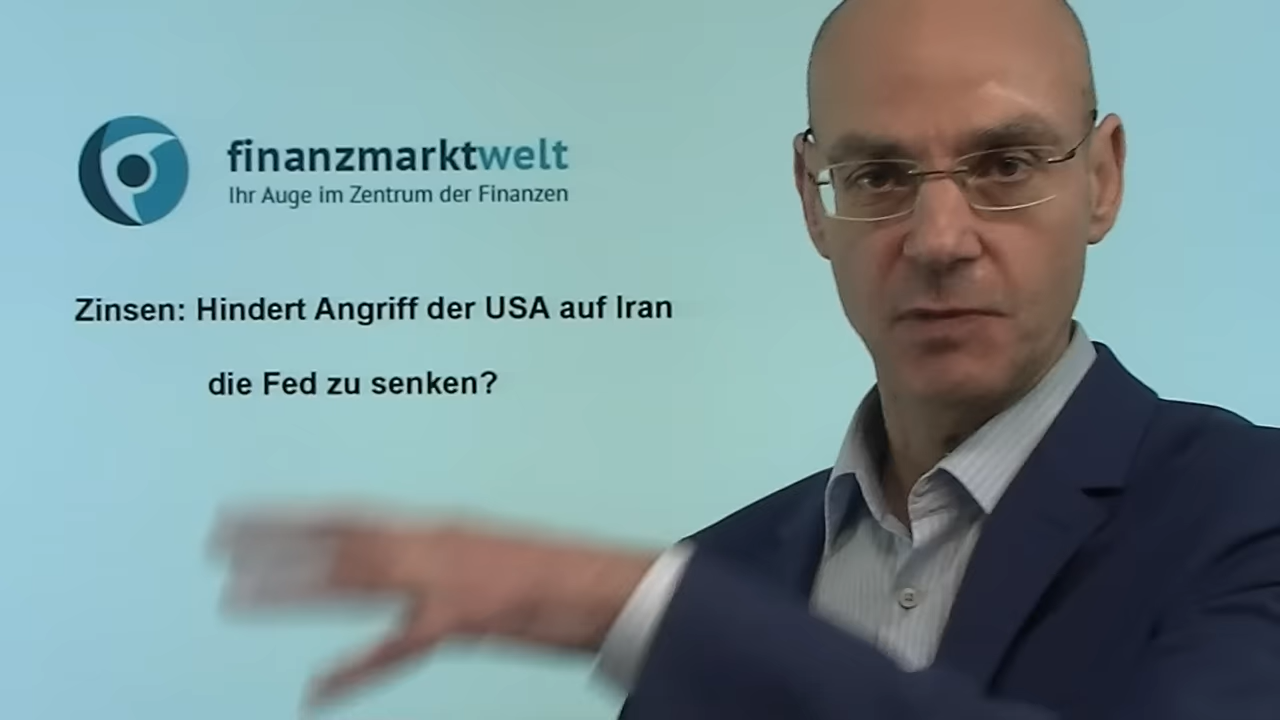 finanzmarktwelt
Ihr Auge im Zentrum der Finanzen
Zinsen: Hindert Angriff der USA auf Iran
die Fed zu senken?